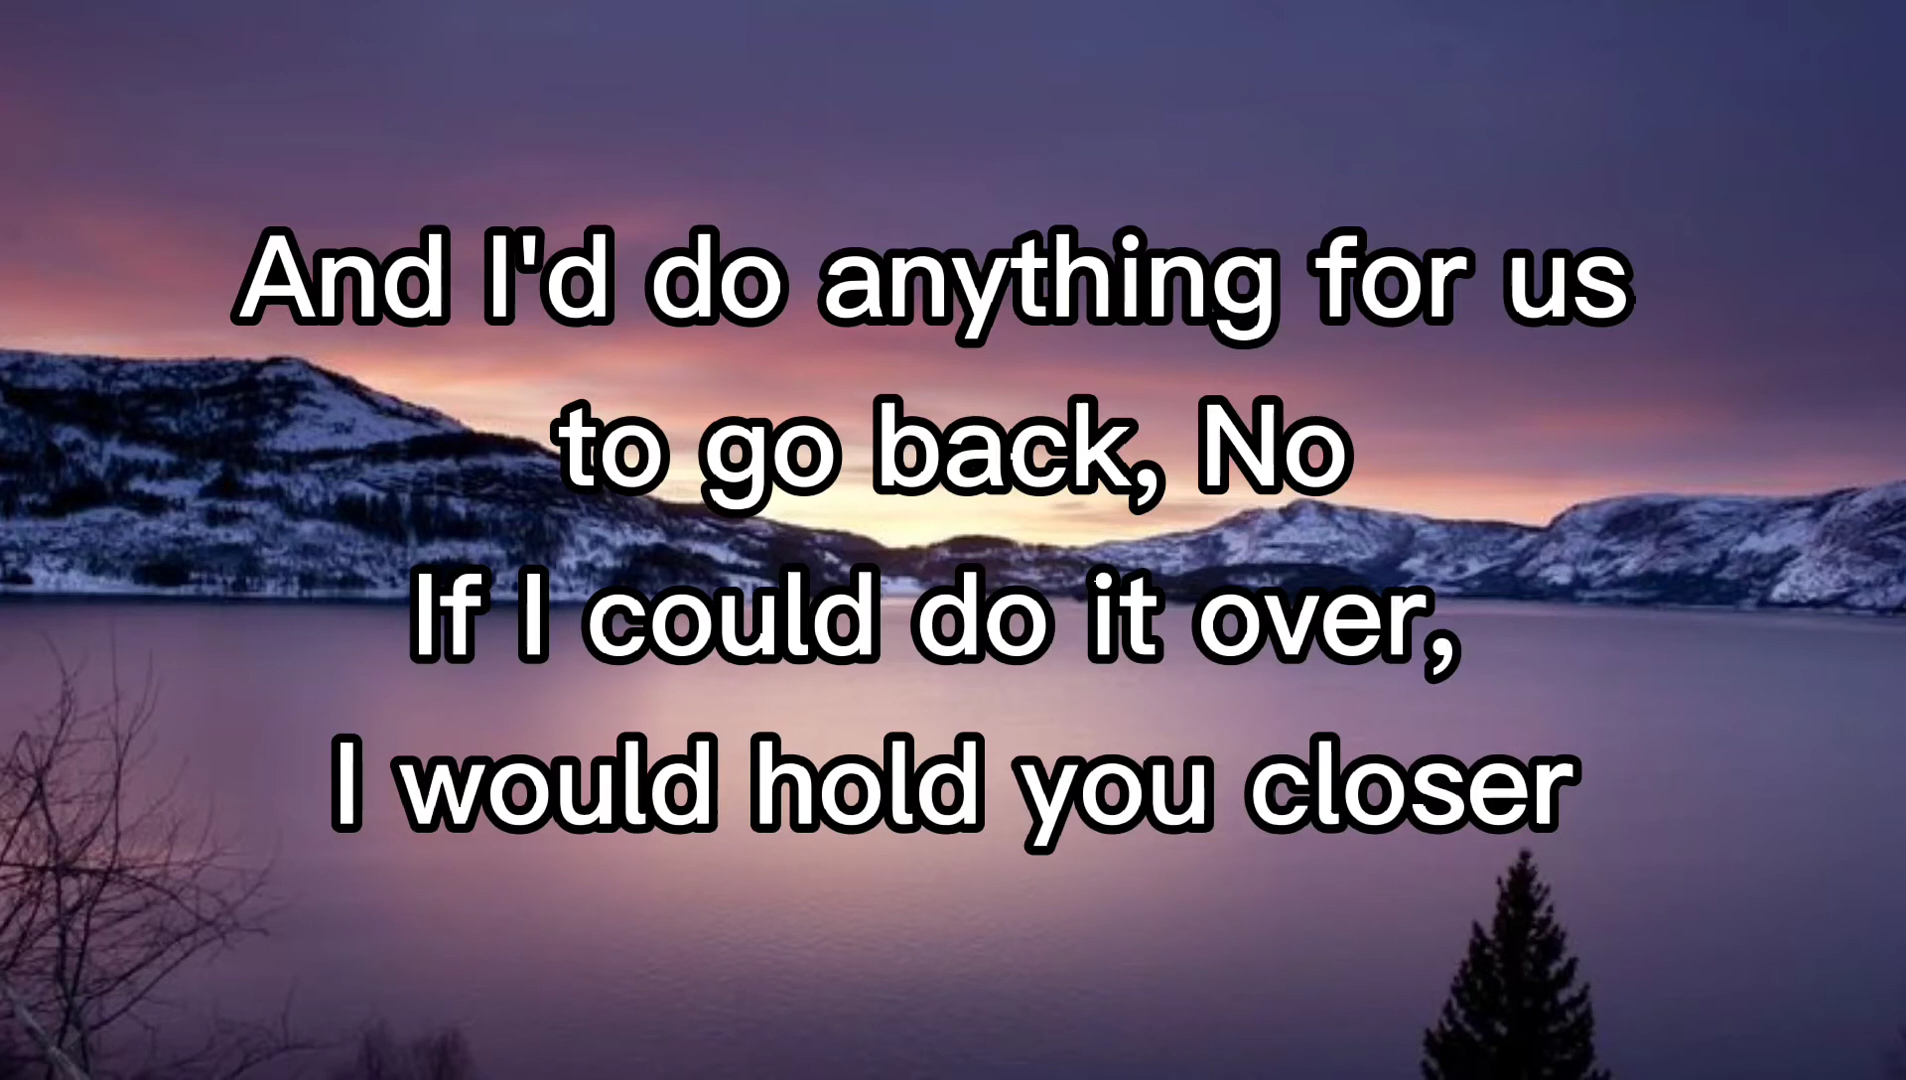 And I'd do anything for us
to go back, No
If I could do it over,
I would hold you closer